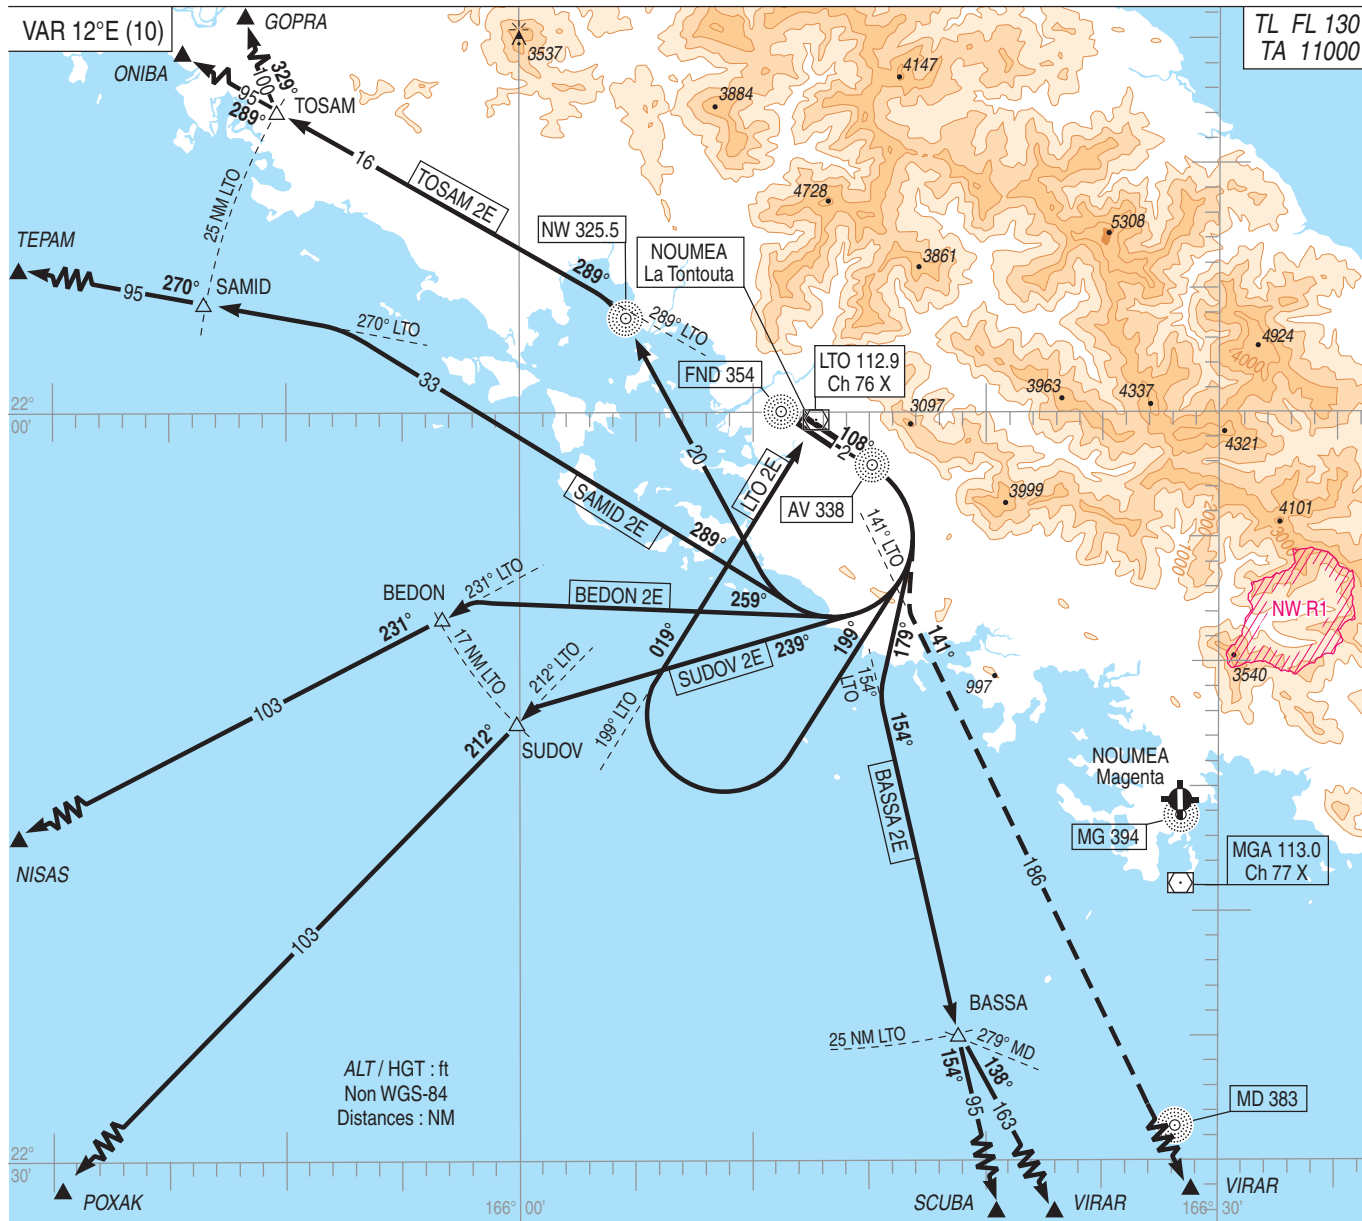 VAR 12°E (10)
GOPRA
ONIBA
TL FL 130
TA 11000
329°
100
95
289°
TOSAM
3537
4147
3884
16
TOSAM 2E
25 NM LTO
NW 325.5
NOUMEA
La Tontouta
4728
5308
3861
TEPAM
289°
270°
SAMID
95
270° LTO
289° LTO
FND 354
LTO 112.9
Ch 76 X
4924
4000
33
3963
4337
3097
22°
00'
108°
2
4321
20
LTO 2E
AV 338
3999
4101
SAMID 2E
289°
141° LTO
2000
1000
3000
BEDON
231° LTO
BEDON 2E
259°
NW R1
231°
17 NM LTO
019°
199°
179°
141°
212° LTO
SUDOV 2E
239°
154°
LTO
3540
997
103
199° LTO
212°
SUDOV
154°
NOUMEA
Magenta
BASSA 2E
MG 394
MGA 113.0
Ch 77 X
NISAS
186
103
BASSA
25 NM LTO
279° MD
154°
138°
95
163
ALT / HGT : ft
Non WGS-84
Distances : NM
MD 383
22°
30'
POXAK
166° 00'
SCUBA
VIRAR
VIRAR
166° 30'